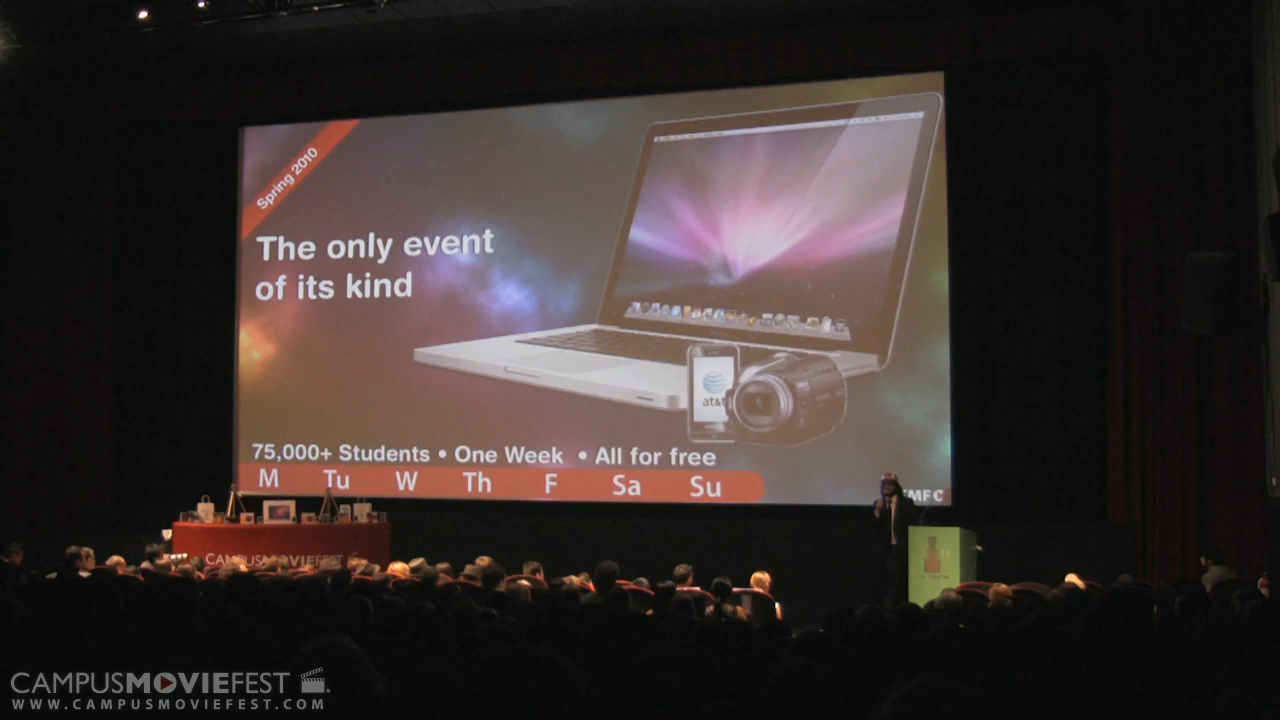 Spring 2010
The only event
of its kind
at&t
75,000+ Students • One Week • All for free
M Tu W Th F Sa Su
CAMPUSMOVIEFEST
CAMPUSMOVIEFEST
WWW.CAMPUSMOVIEFEST.COM